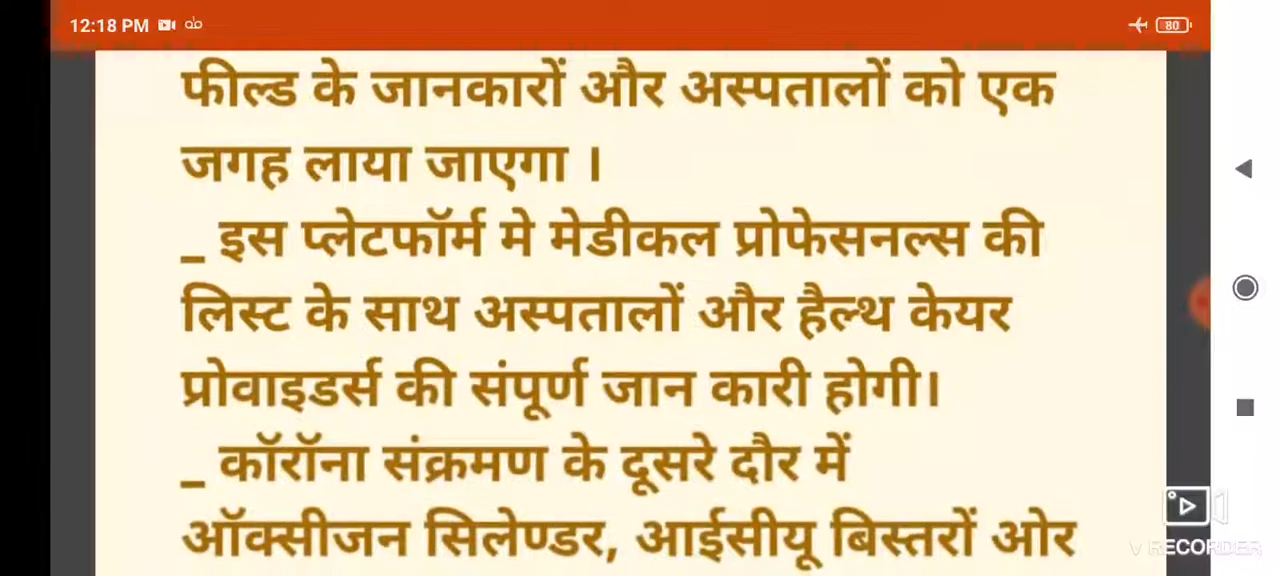 12:18 PM
80
फील्ड के जानकारों और अस्पतालों को एक
जगह लाया जाएगा ।
_ इस प्लेटफॉर्म मे मेडीकल प्रोफेसनल्स की
लिस्ट के साथ अस्पतालों और हैल्थ केयर
प्रोवाइडर्स की संपूर्ण जान कारी होगी।
_ कॉरॉना संक्रमण के दूसरे दौर में
ऑक्सीजन सिलेण्डर, आईसीयू बिस्तरों ओर
V RECORDER